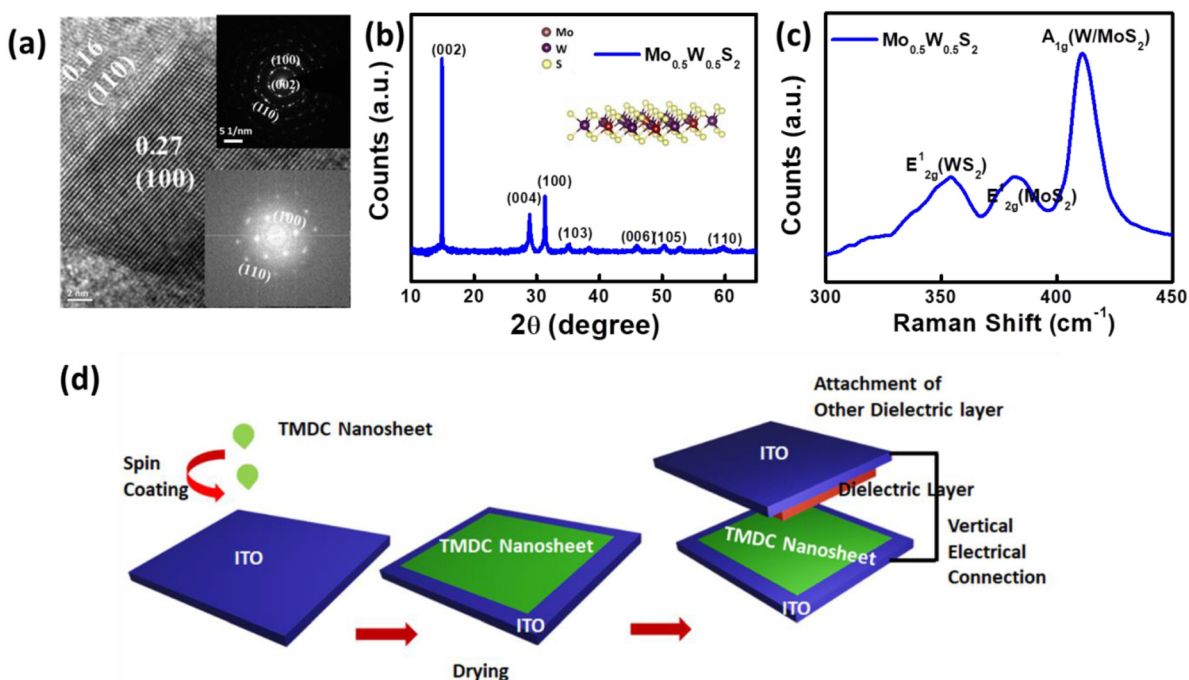 (a)
0.16
(110)
0.27
(100)
2 nm
(100)
(002)
(110)
5 1/nm
(100)
(110)
(b)
Counts (a.u.)
(002)
Mo
W
S
Mo0.5W0.5S2
(004)
(100)
(103)
(006)
(105)
(110)
10 20 30 40 50 60
2θ (degree)
(c)
Counts (a.u.)
Mo0.5W0.5S2
A1g(W/MoS2)
E12g(WS2)
E12g(MoS2)
300 350 400 450
Raman Shift (cm-1)
(d)
TMDC Nanosheet
Spin
Coating
ITO
TMDC Nanosheet
ITO
Drying
Attachment of
Other Dielectric layer
ITO
Dielectric Layer
TMDC Nanosheet
ITO
Vertical
Electrical
Connection